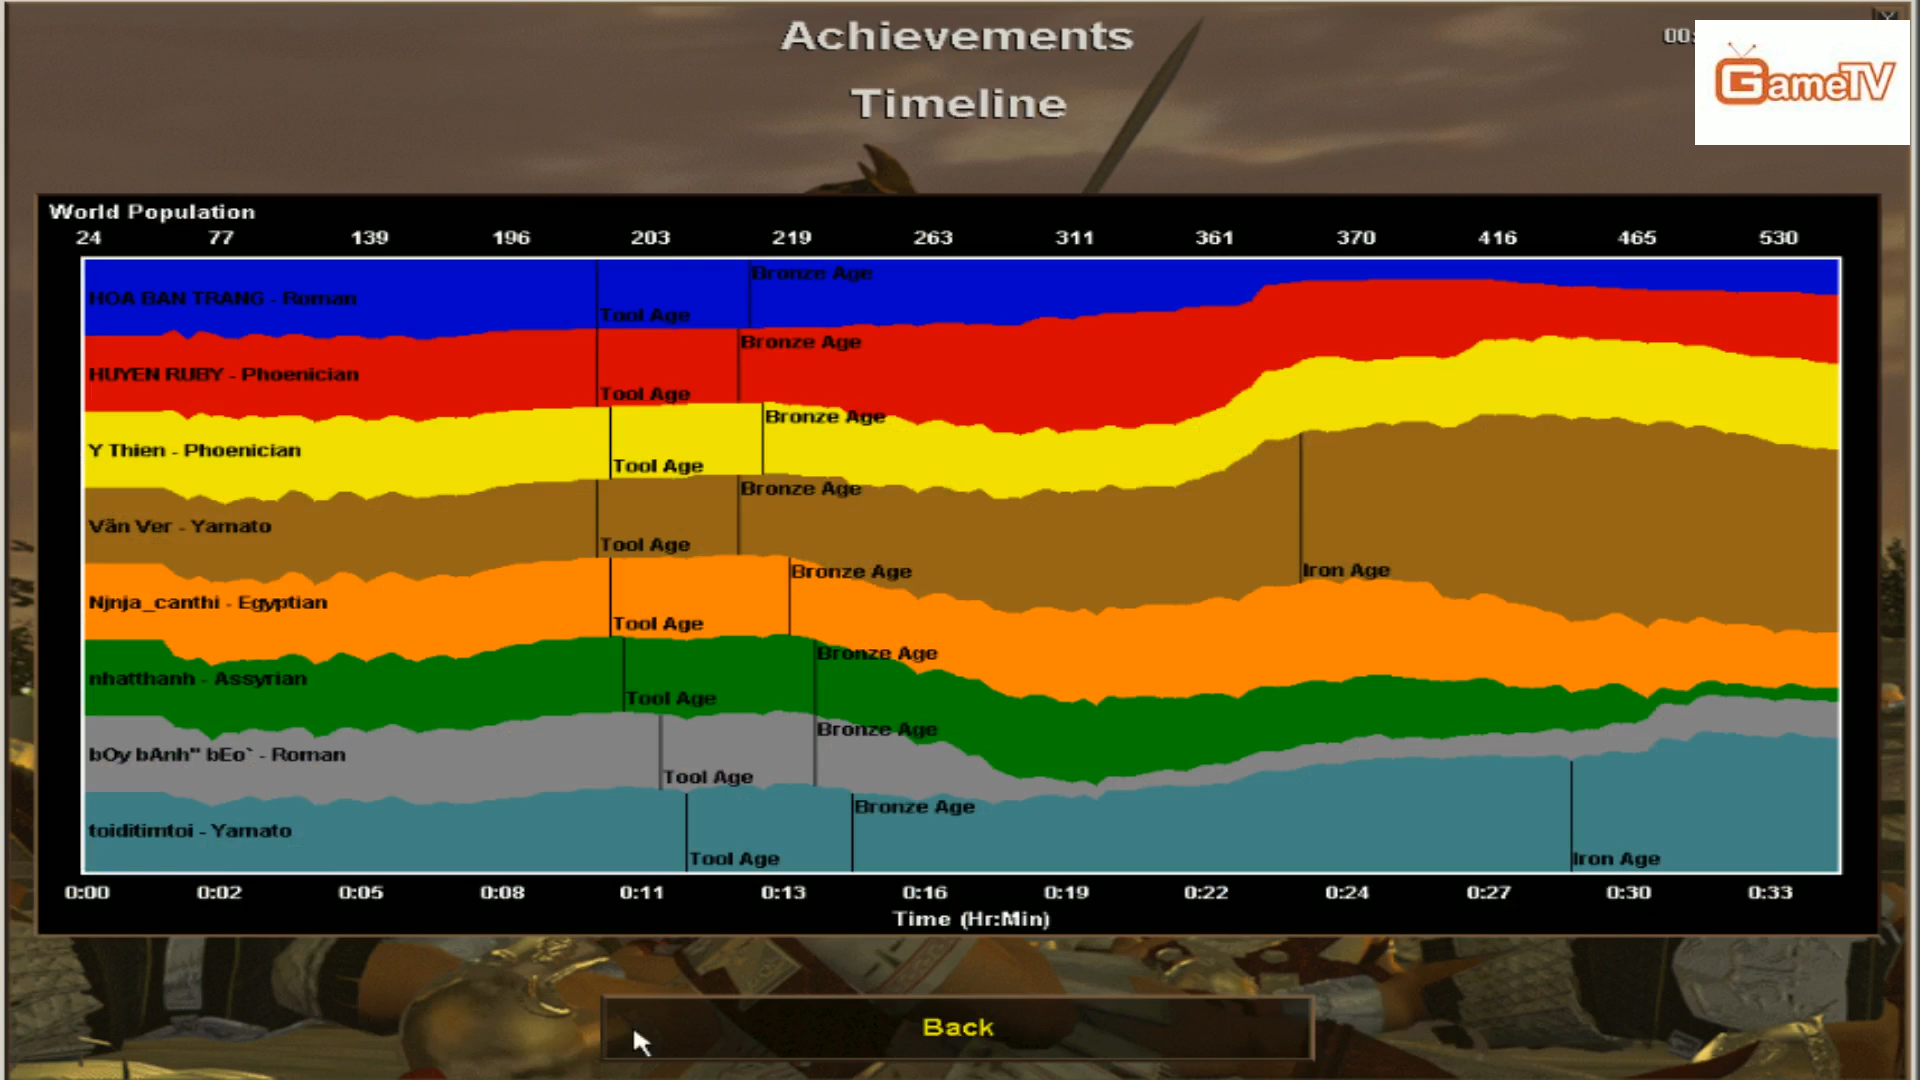 Achievements
00:
GameTV
Timeline
World Population
24 77 139 196 203 219 263 311 361 370 416 465 530
Bronze Age
HOA BAN TRANG - Roman
Tool Age
Bronze Age
HUYEN RUBY - Phoenician
Tool Age
Bronze Age
Y Thien - Phoenician
Tool Age
Bronze Age
Văn Ver - Yamato
Tool Age
Bronze Age
Iron Age
Njnja_canthi - Egyptian
Tool Age
Bronze Age
nhatthanh - Assyrian
Tool Age
Bronze Age
bOy bAnh" bEo` - Roman
Tool Age
Bronze Age
toiditimtoi - Yamato
Tool Age
Iron Age
0:00 0:02 0:05 0:08 0:11 0:13 0:16 0:19 0:22 0:24 0:27 0:30 0:33
Time (Hr:Min)
Back